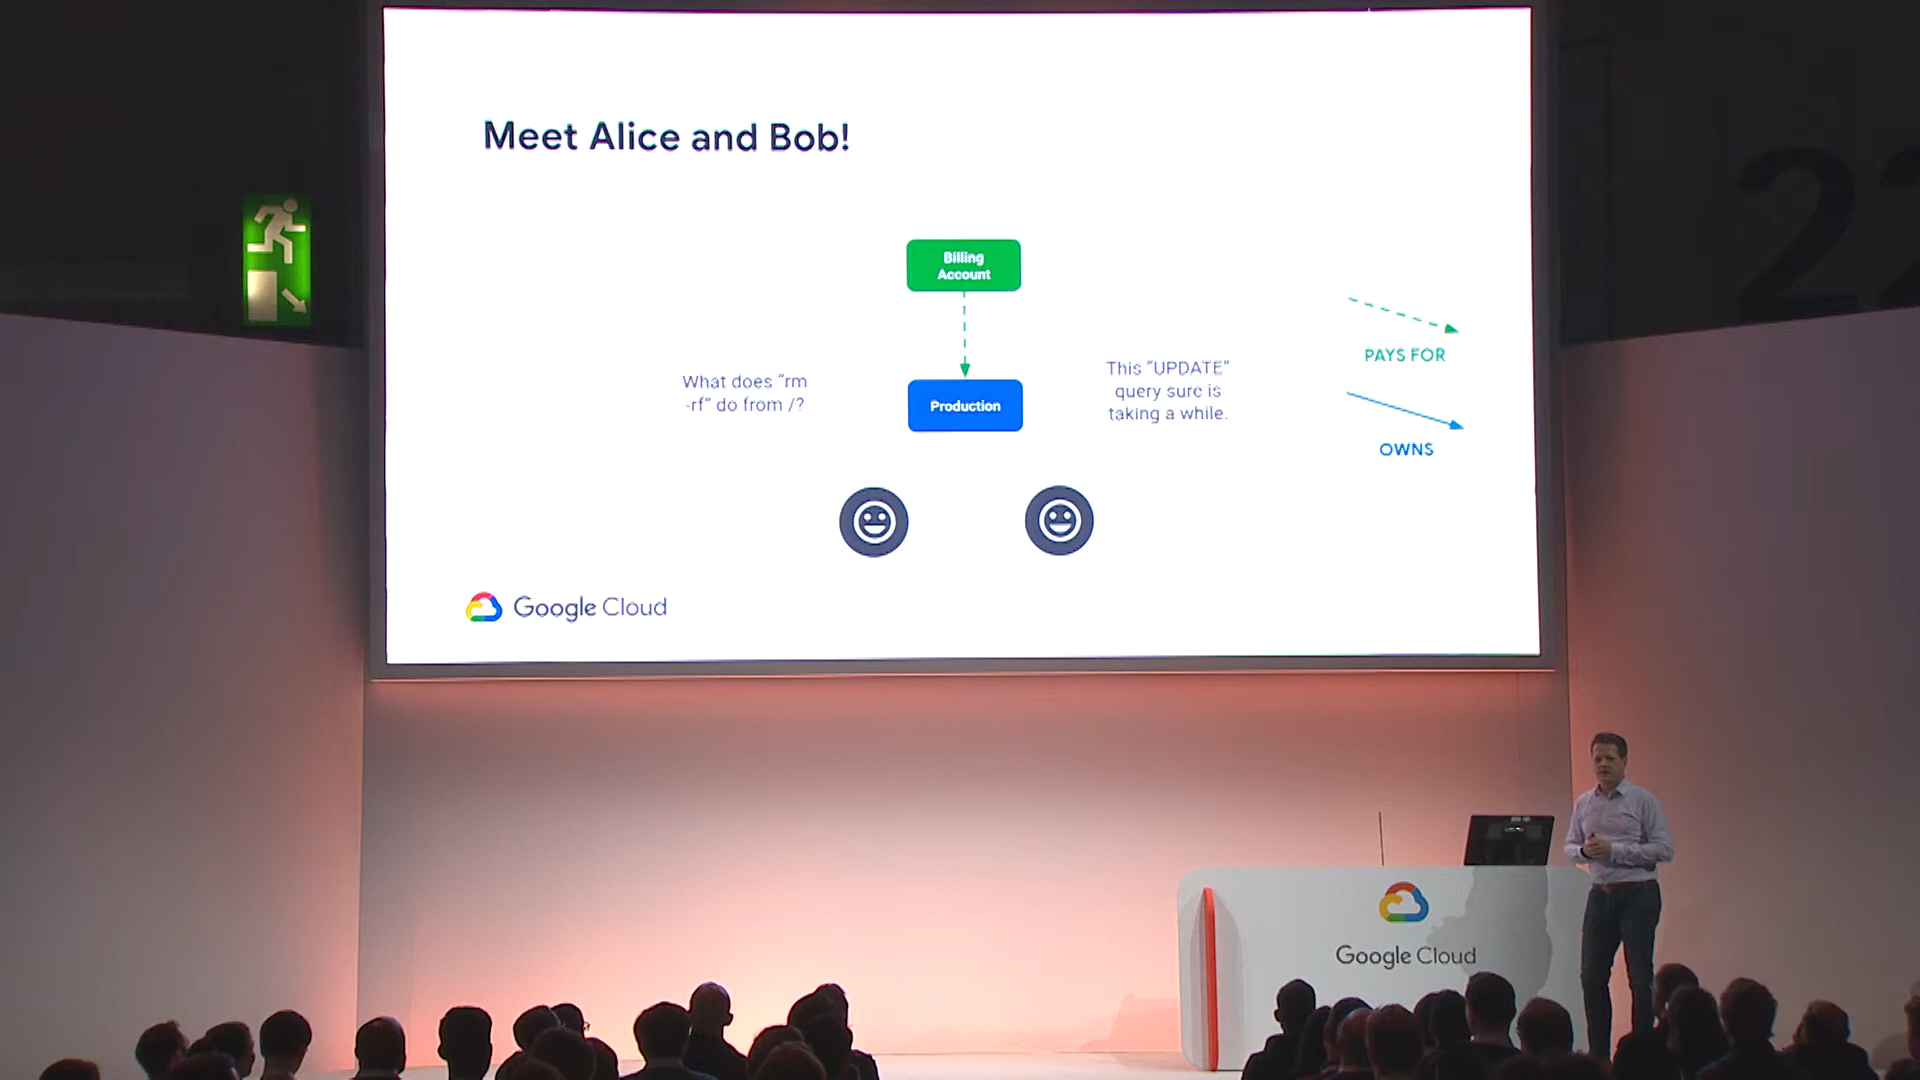 Meet Alice and Bob!
Billing
Account
What does “rm
-rf” do from /?
Production
This “UPDATE”
query sure is
taking a while.
PAYS FOR
OWNS
Google Cloud
22
Google Cloud